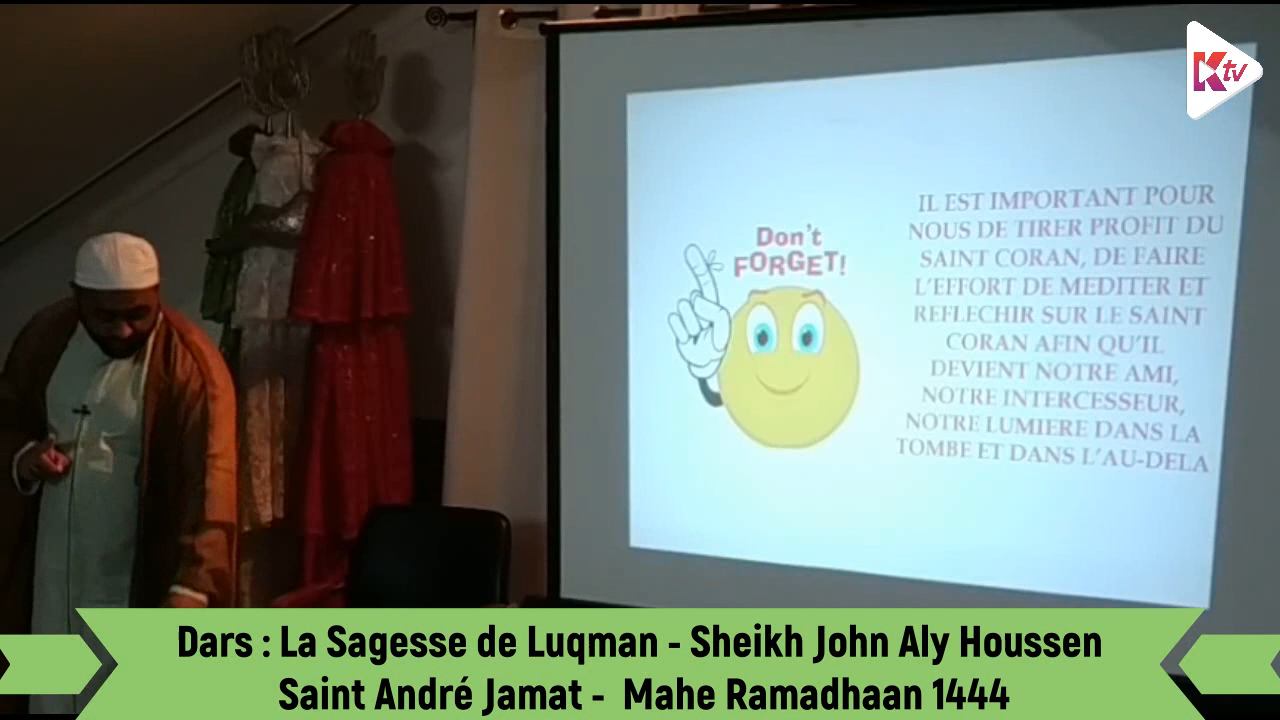 K tv
Don't
FORGET!
IL EST IMPORTANT POUR
NOUS DE TIRER PROFIT DU
SAINT CORAN, DE FAIRE
L'EFFORT DE MEDITER ET
REFLECHIR SUR LE SAINT
CORAN AFIN QU'IL
DEVIENT NOTRE AMI,
NOTRE INTERCESSEUR,
NOTRE LUMIERE DANS LA
TOMBE ET DANS L'AU-DELA
Dars : La Sagesse de Luqman - Sheikh John Aly Houssen
Saint André Jamat - Mahe Ramadhaan 1444